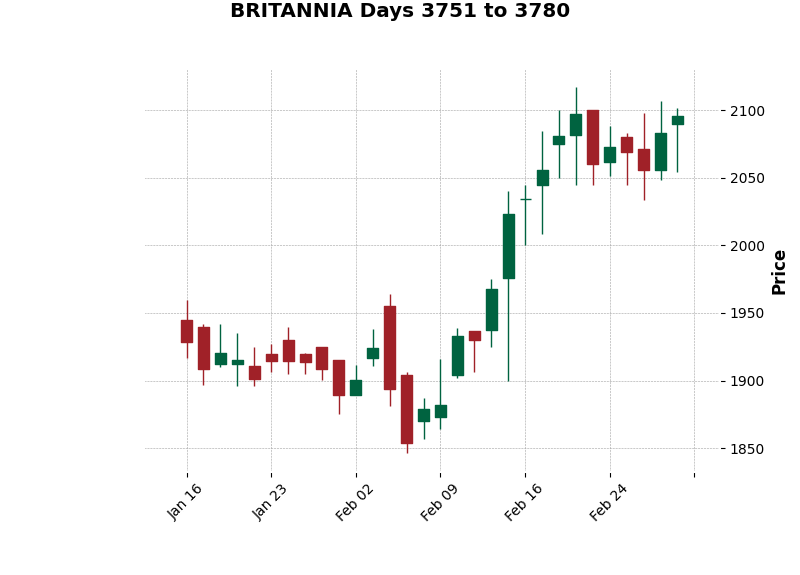 BRITANNIA Days 3751 to 3780
2100
2050
2000
1950
1900
1850
Price
Jan 16
Jan 23
Feb 02
Feb 09
Feb 16
Feb 24